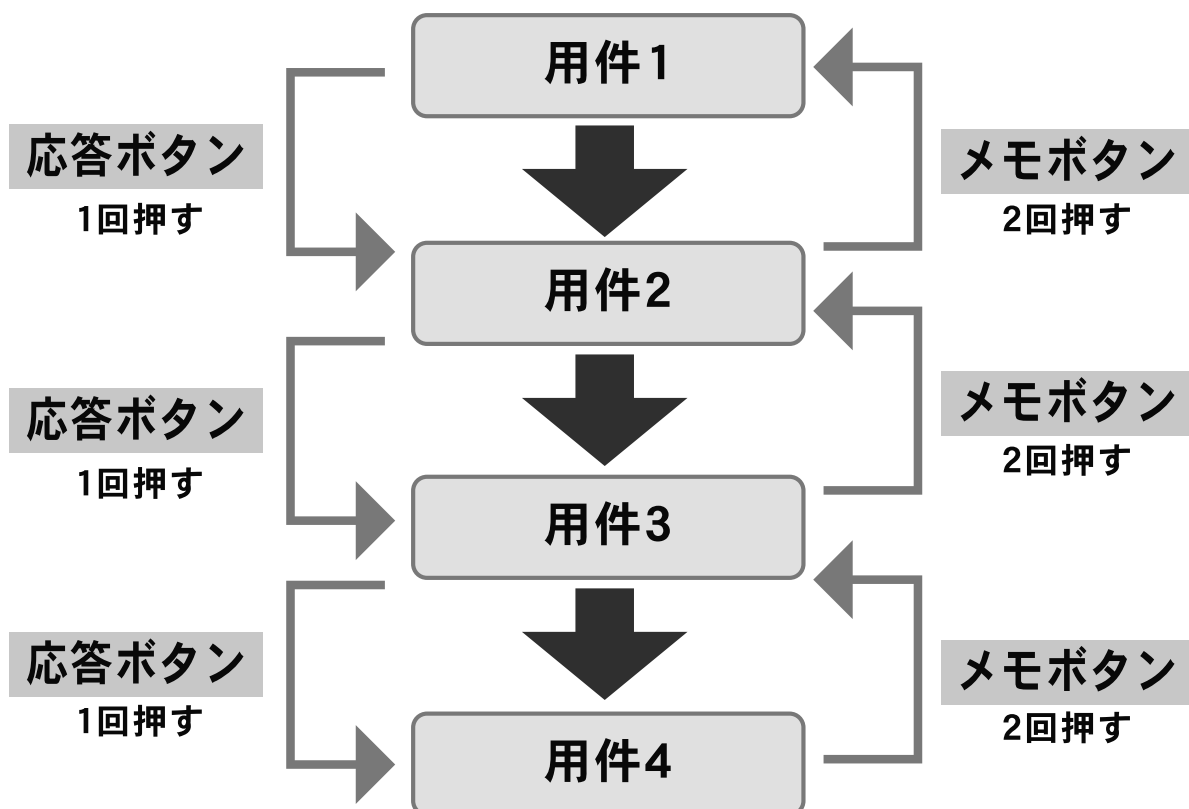 用件1
応答ボタン
1回押す
メモボタン
2回押す
用件2
応答ボタン
1回押す
メモボタン
2回押す
用件3
応答ボタン
1回押す
メモボタン
2回押す
用件4